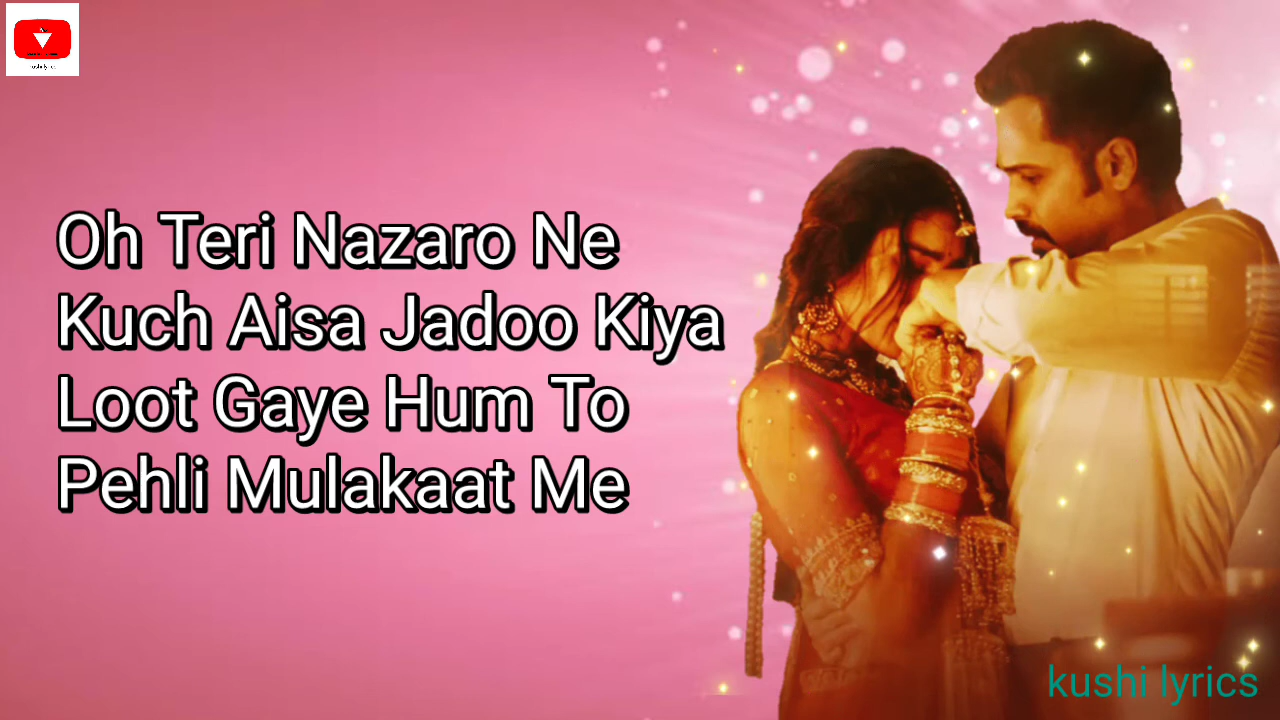 Oh Teri Nazaro Ne
Kuch Aisa Jadoo Kiya
Loot Gaye Hum To
Pehli Mulakaat Me
kushi lyrics